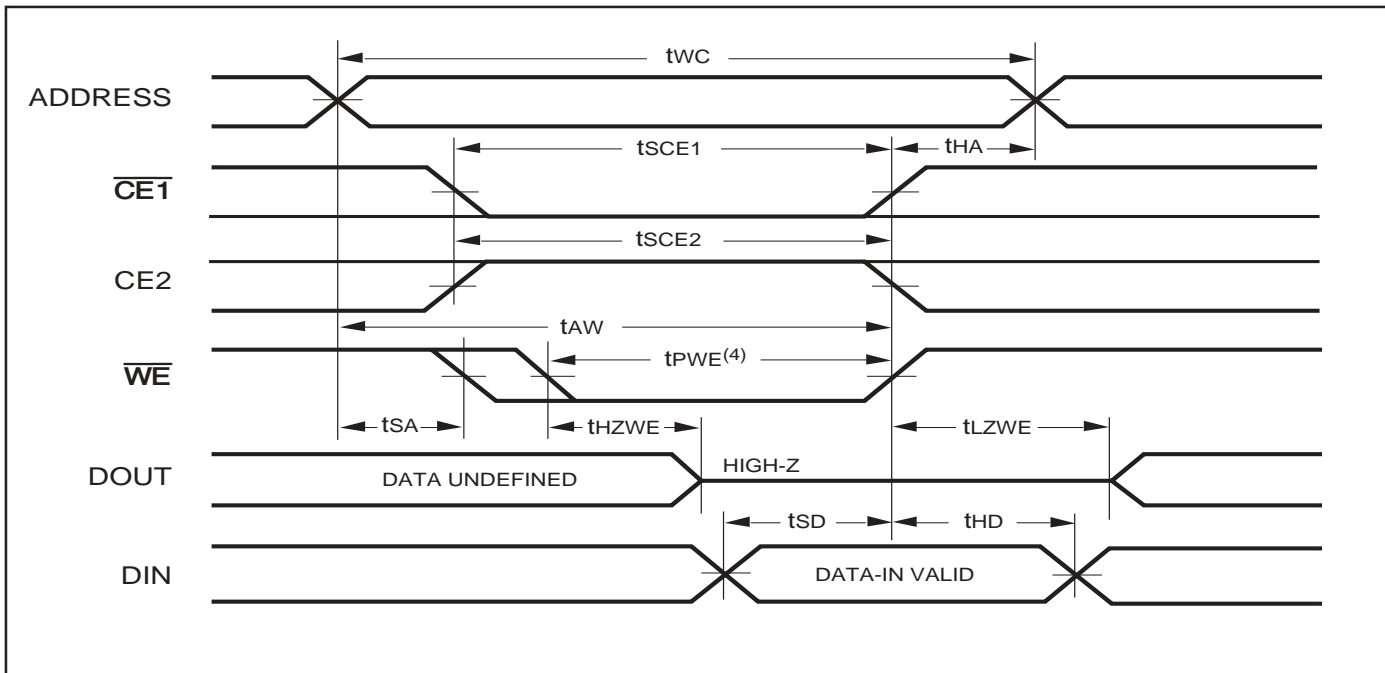 tWC
ADDRESS
tSCE1
tHA
CE1
tSCE2
CE2
tAW
tPWE(4)
WE
tSA
tHZWE
tLZWE
DOUT
DATA UNDEFINED
HIGH-Z
tSD
tHD
DIN
DATA-IN VALID